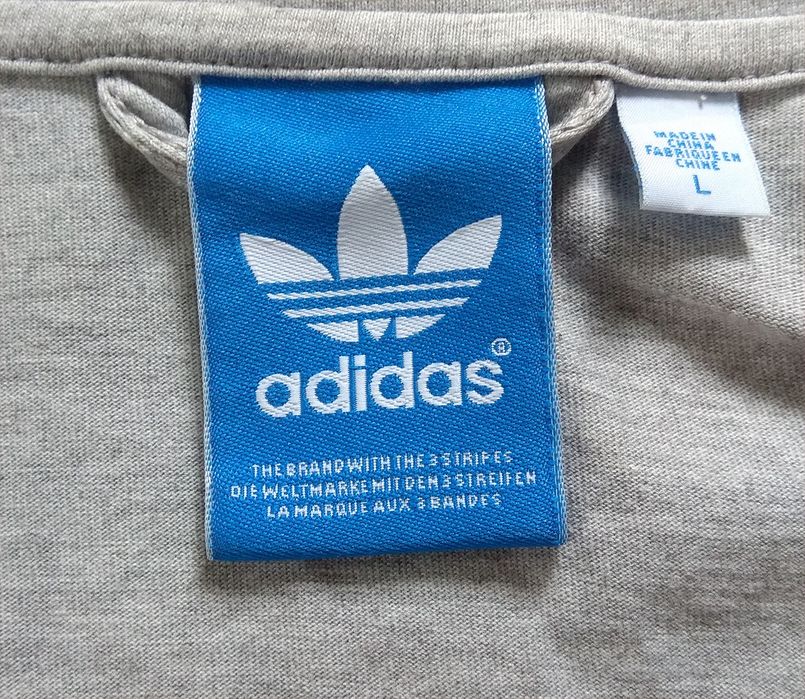 adidas®
THE BRAND WITH THE 3 STRIPES
DIE WELTMARKE MIT DEN 3 STREIFEN
LA MARQUE AUX 3 BANDES
MADE IN
CHINA
FABRIQUE EN
CHINE
L